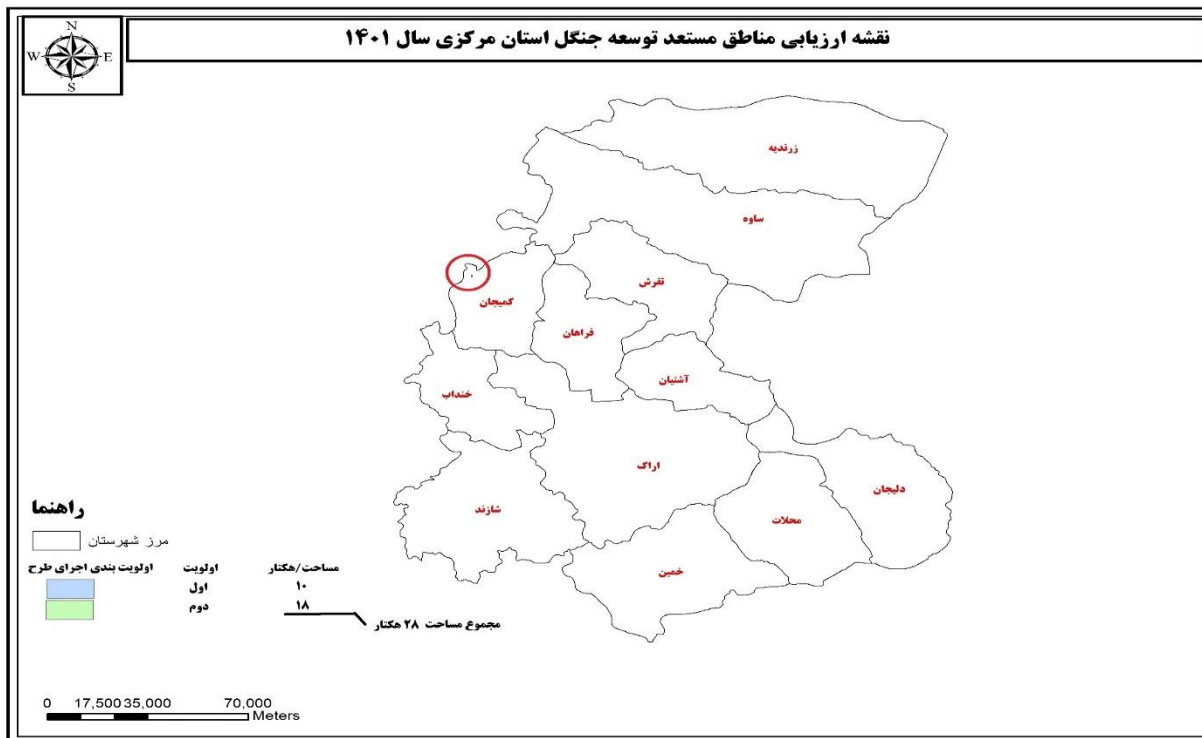 نقشه ارزیابی مناطق مستعد توسعه جنگل استان مرکزی سال ۱۴۰۱
N
W E
S
زرندیه
ساوه
تفرش
کمیجان
فراهان
آشتیان
خنداب
اراک
دلیجان
شازند
محلات
خمین
راهنما
مرز شهرستان
اولویت بندی اجرای طرح اولویت مساحت/هکتار
اول ۱۰
دوم ۱۸
مجموع مساحت ۲۸ هکتار
0 17,500 35,000 70,000
Meters